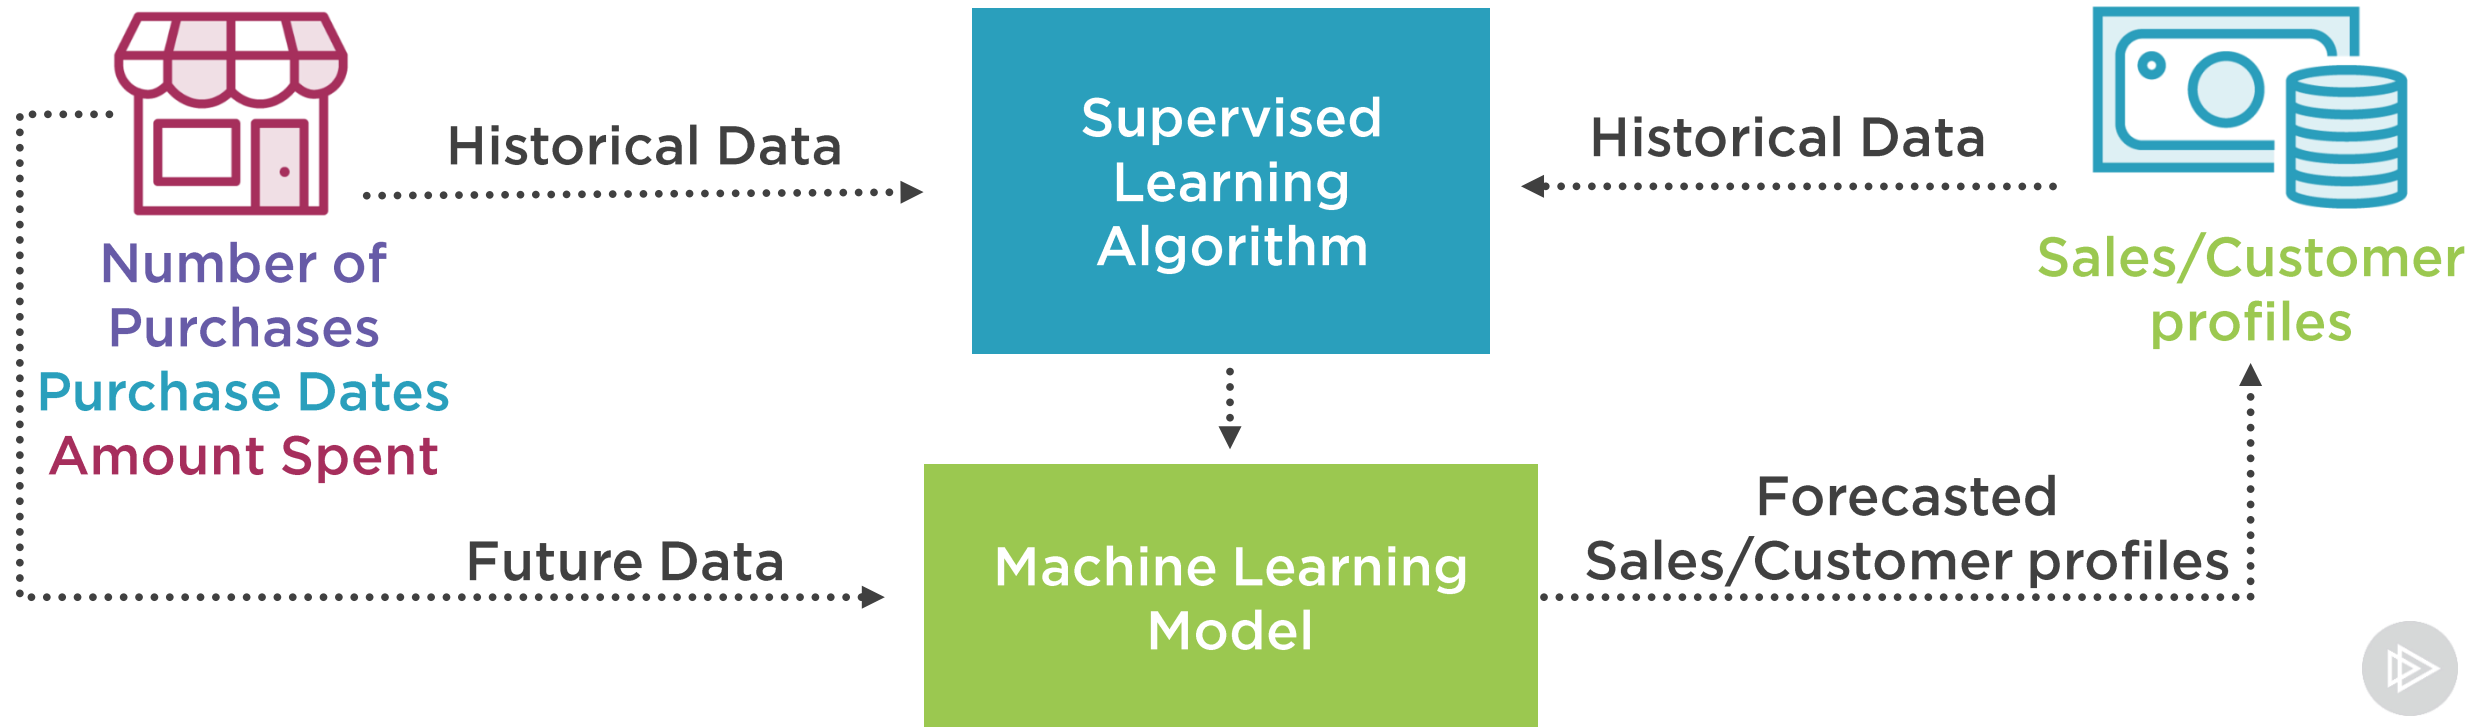 Historical Data
Supervised
Learning
Algorithm
Historical Data
Number of
Purchases
Purchase Dates
Amount Spent
Sales/Customer
profiles
Future Data
Machine Learning
Model
Forecasted
Sales/Customer profiles